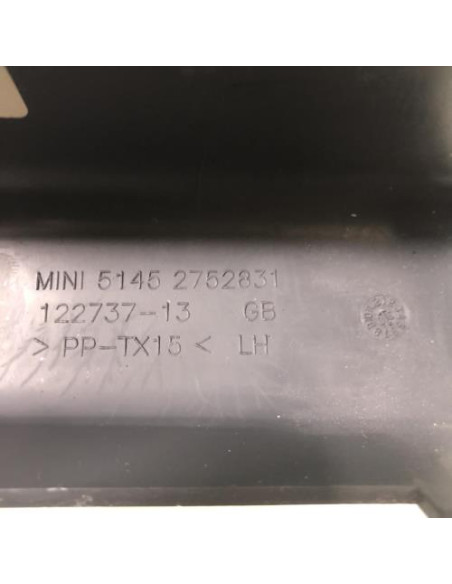 MINI 5145 2752831
122737-13 GB
> PP-TX15 < LH